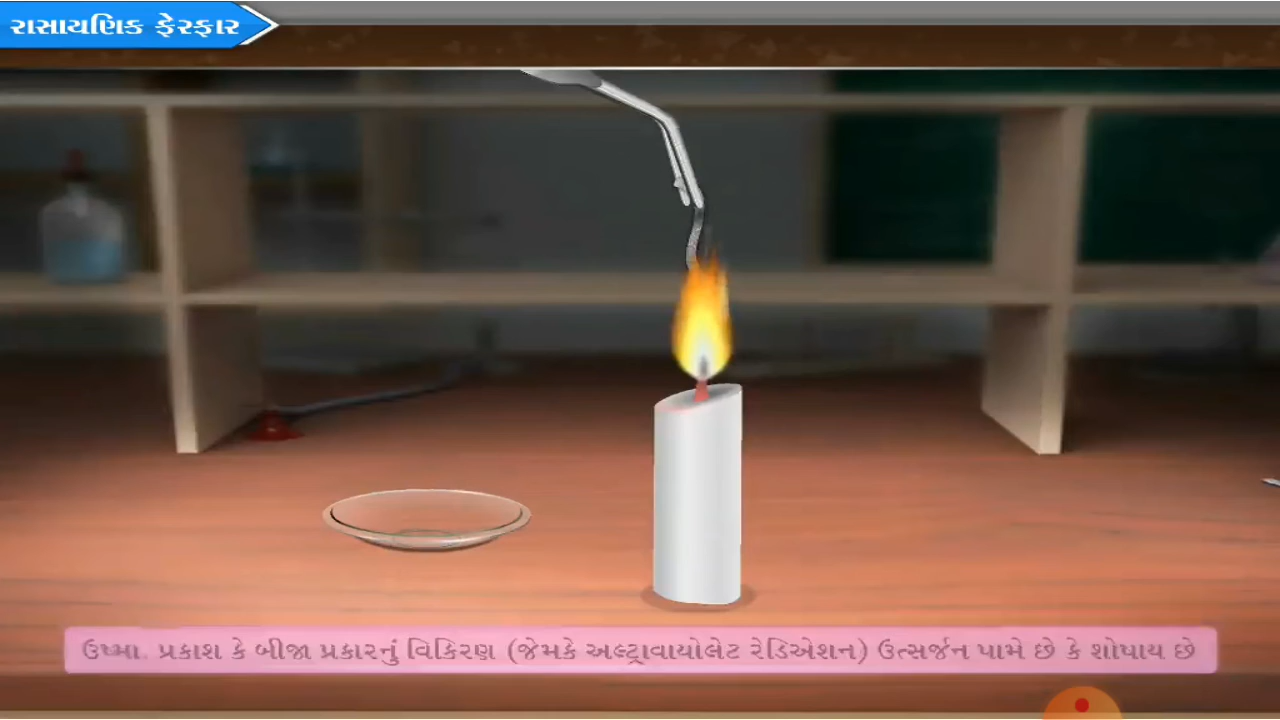 રાસાયણિક ફેરફાર
ઉષ્મા. પ્રકાશ કે બીજા પ્રકારનું વિકિરણ (જેમકે અલ્ટ્રાવાયોલેટ રેડિએશન) ઉત્સર્જન પામે છે કે શોષાય છે